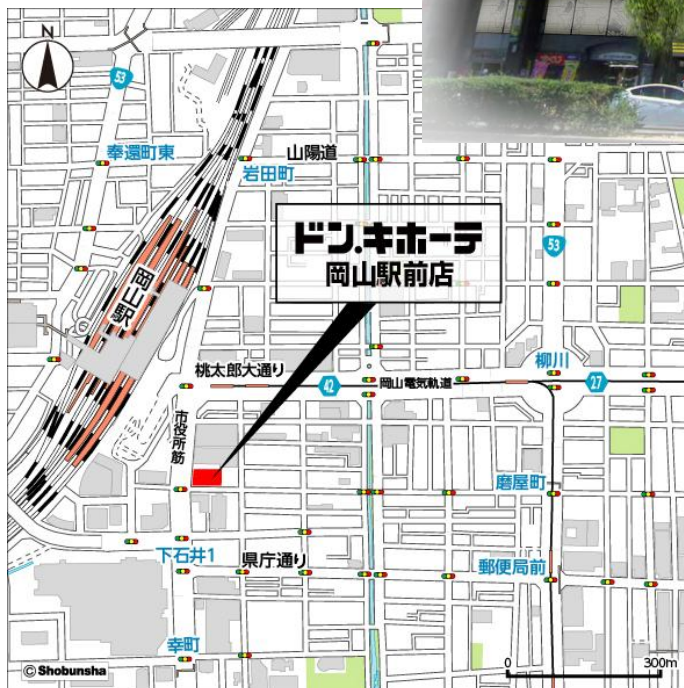 N
53
奉還町東
山陽道
岩田町
ドン.キホーテ
岡山駅前店
53
岡山駅
桃太郎大通り
42
岡山電気軌道
柳川
27
市役所筋
磨屋町
下石井1
県庁通り
郵便局前
幸町
© Shobunsha
0
300m